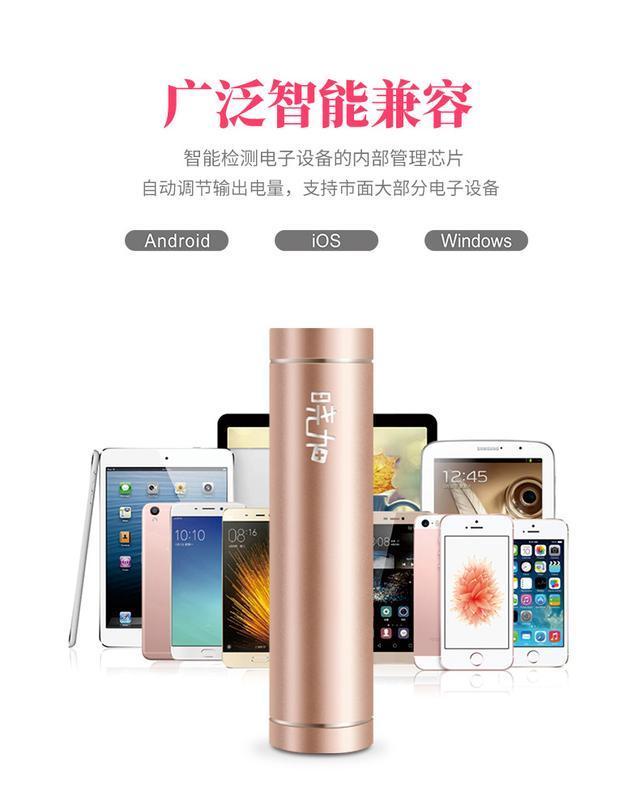 广泛智能兼容
智能检测电子设备的内部管理芯片
自动调节输出电量，支持市面大部分电子设备
Android
iOS
Windows
晓加
SAMSUNG
12:45
10:10
08:16